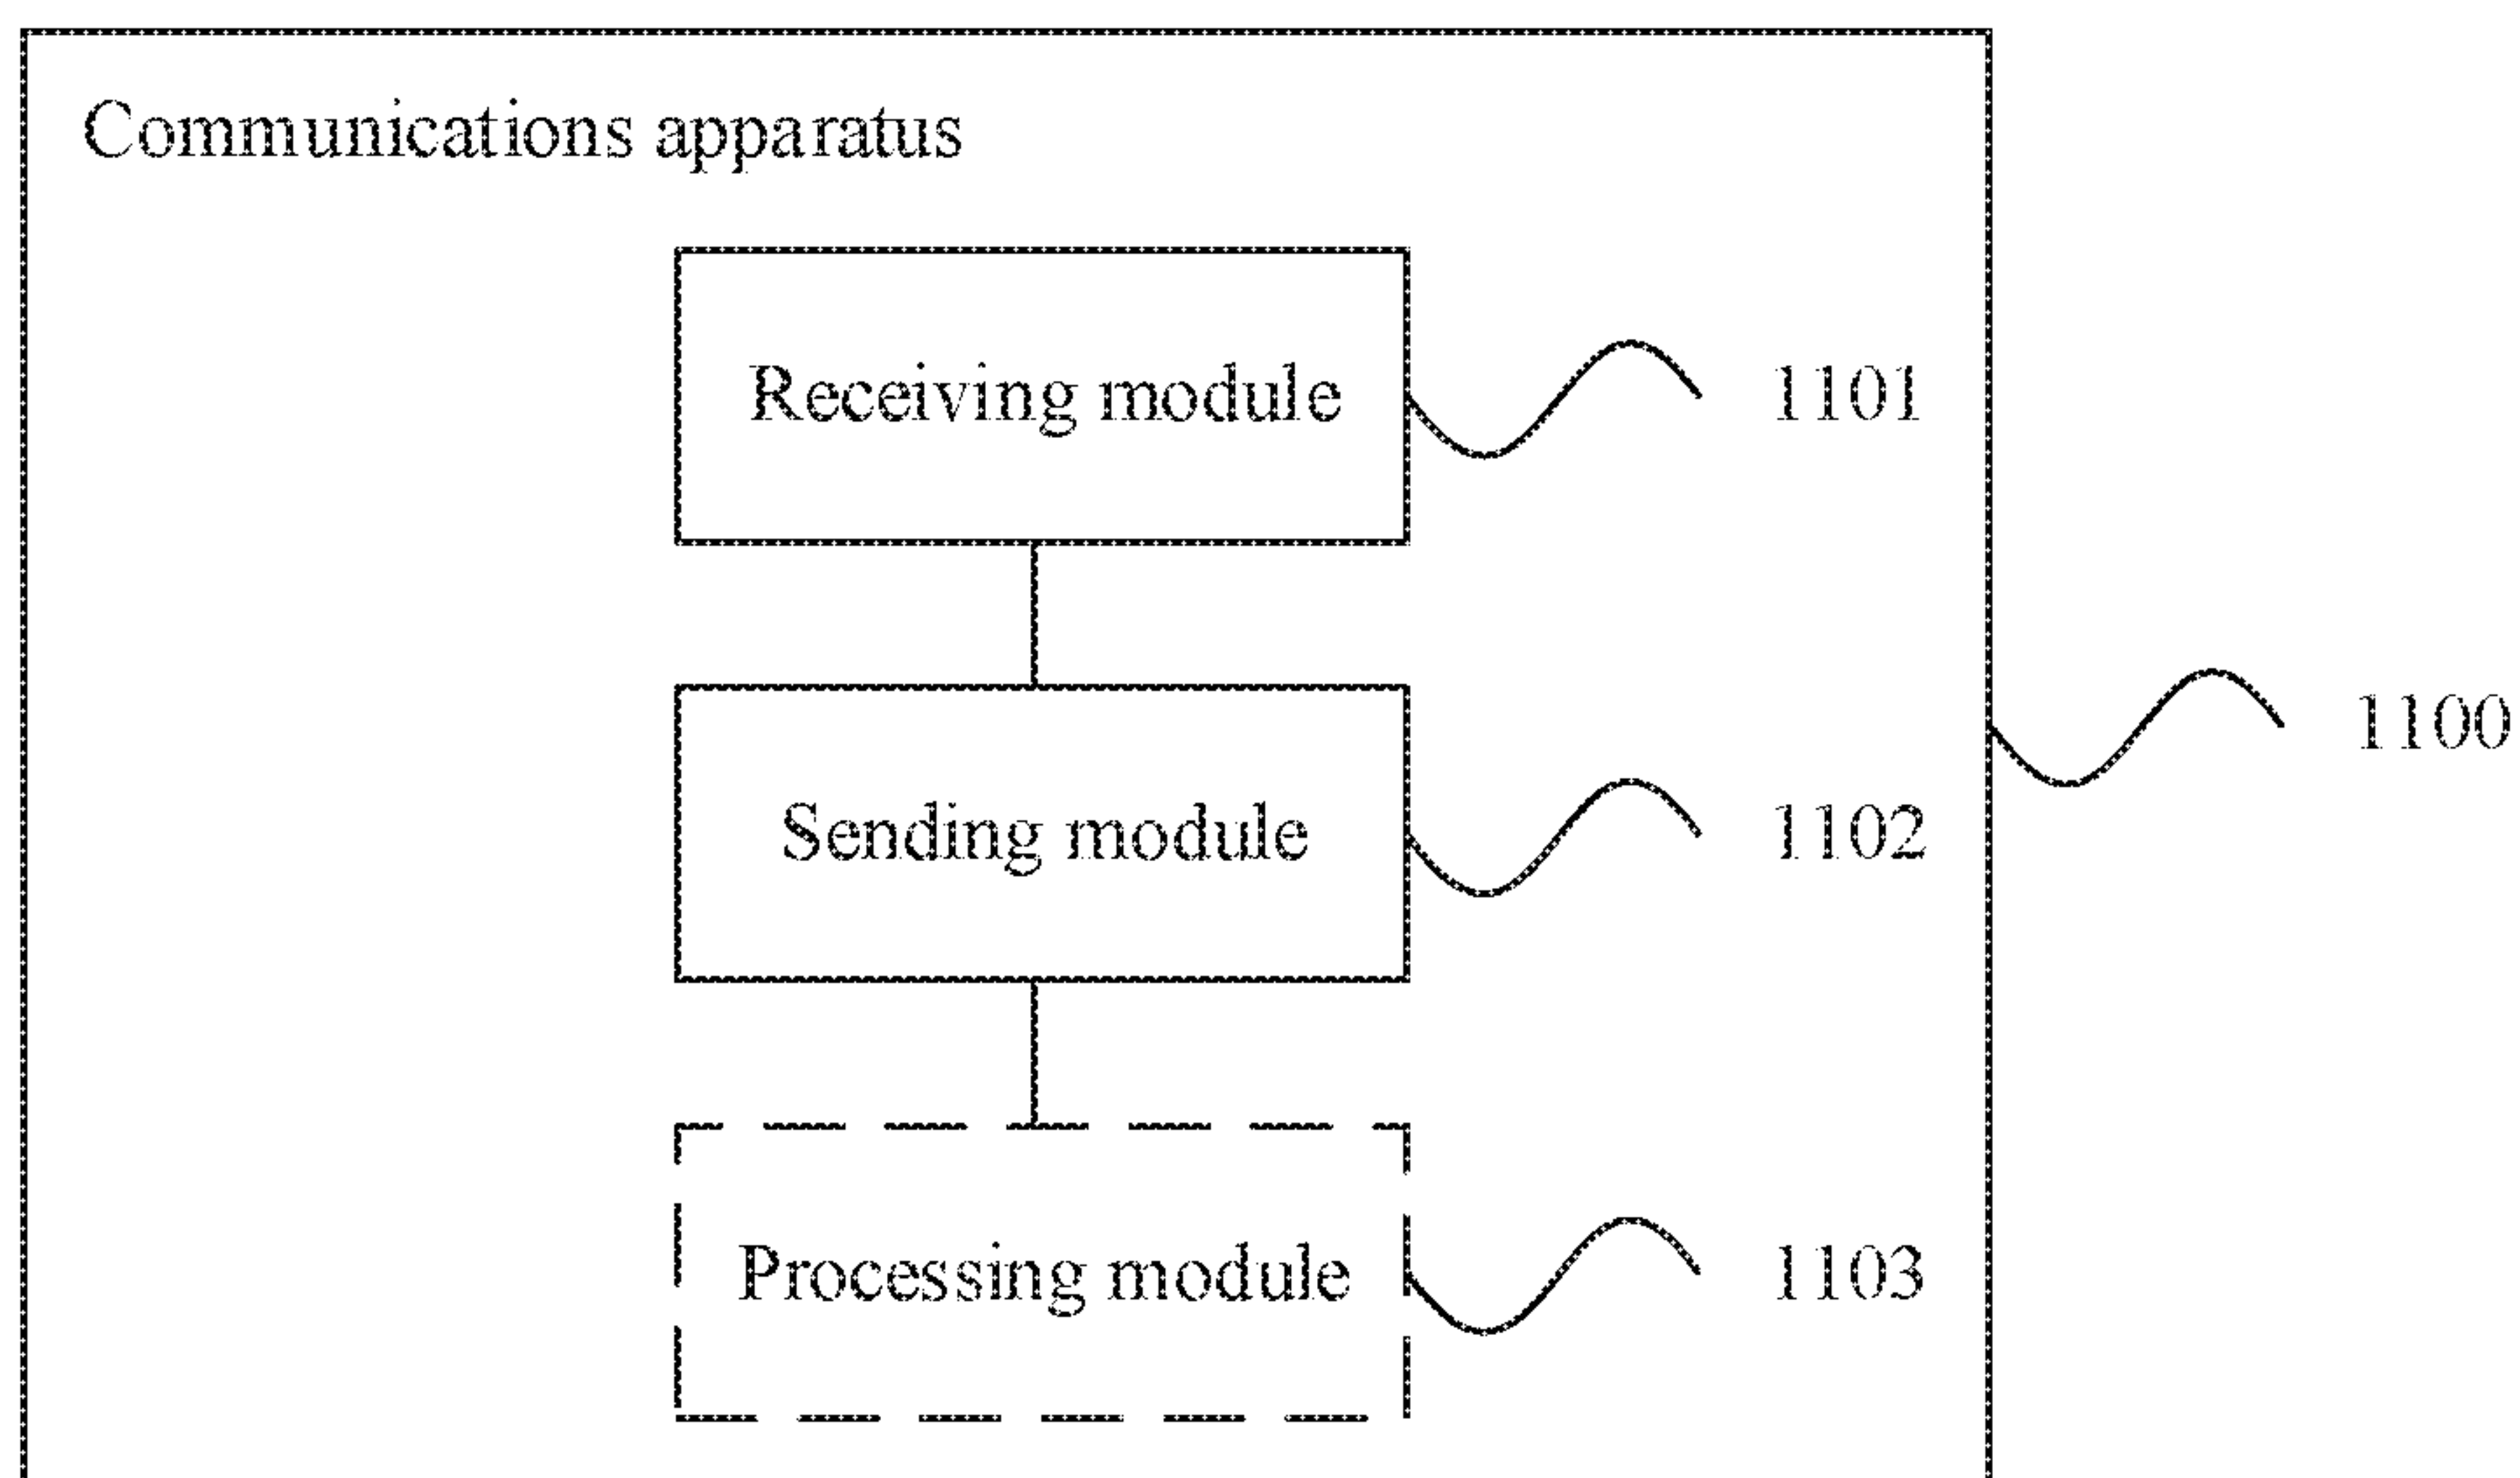 Communications apparatus
Receiving module
1101
1100
Sending module
1102
Processing module
1103